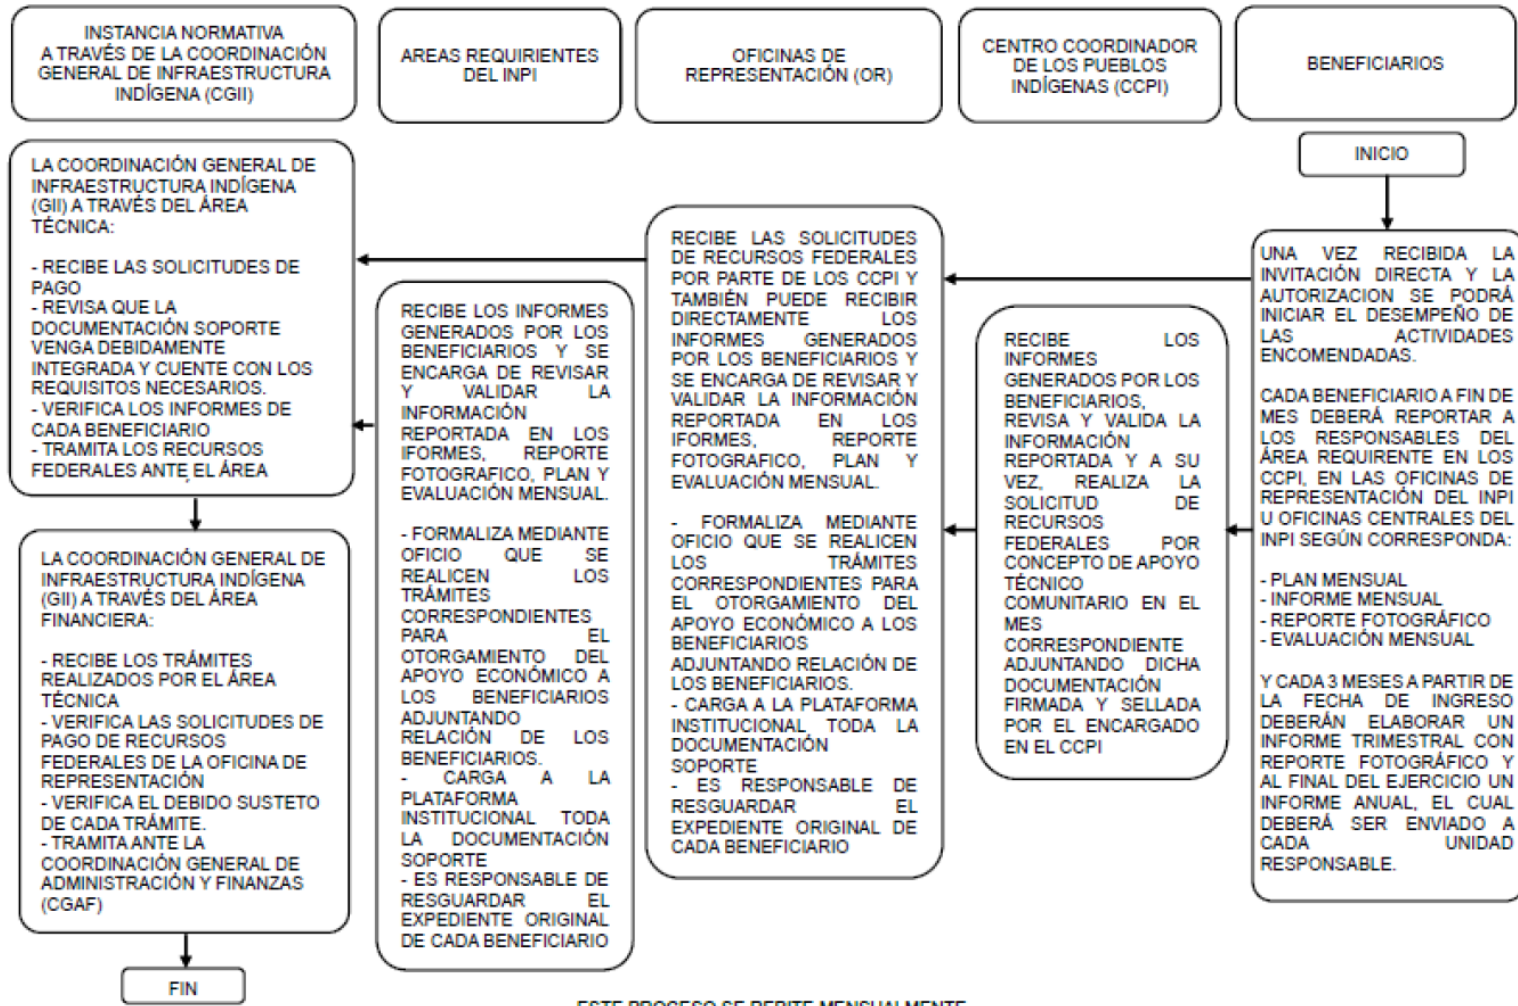 INSTANCIA NORMATIVA
A TRAVÉS DE LA COORDINACIÓN
GENERAL DE INFRAESTRUCTURA
INDÍGENA (CGII)
AREAS REQUIRIENTES
DEL INPI
OFICINAS DE
REPRESENTACIÓN (OR)
CENTRO COORDINADOR
DE LOS PUEBLOS
INDÍGENAS (CCPI)
BENEFICIARIOS
LA COORDINACIÓN GENERAL DE
INFRAESTRUCTURA INDÍGENA
(GII) A TRAVÉS DEL ÁREA
TÉCNICA:
- RECIBE LAS SOLICITUDES DE
PAGO
- REVISA QUE LA
DOCUMENTACIÓN SOPORTE
VENGA DEBIDAMENTE
INTEGRADA Y CUENTE CON LOS
REQUISITOS NECESARIOS.
- VERIFICA LOS INFORMES DE
CADA BENEFICIARIO
- TRAMITA LOS RECURSOS
FEDERALES ANTE EL ÁREA
LA COORDINACIÓN GENERAL DE
INFRAESTRUCTURA INDÍGENA
(GII) A TRAVÉS DEL ÁREA
FINANCIERA:
- RECIBE LOS TRÁMITES
REALIZADOS POR EL ÁREA
TÉCNICA
- VERIFICA LAS SOLICITUDES DE
PAGO DE RECURSOS
FEDERALES DE LA OFICINA DE
REPRESENTACIÓN
- VERIFICA EL DEBIDO SUSTETO
DE CADA TRÁMITE.
- TRAMITA ANTE LA
COORDINACIÓN GENERAL DE
ADMINISTRACIÓN Y FINANZAS
(CGAF)
FIN
RECIBE LOS INFORMES
GENERADOS POR LOS
BENEFICIARIOS Y SE
ENCARGA DE REVISAR
Y VALIDAR LA
INFORMACIÓN
REPORTADA EN LOS
IFORMES, REPORTE
FOTOGRAFICO, PLAN Y
EVALUACIÓN MENSUAL.
- FORMALIZA MEDIANTE
OFICIO QUE SE
REALICEN LOS
TRÁMITES
CORRESPONDIENTES
PARA EL
OTORGAMIENTO DEL
APOYO ECONÓMICO A
LOS BENEFICIARIOS
ADJUNTANDO
RELACIÓN DE LOS
BENEFICIARIOS.
- CARGA A LA
PLATAFORMA
INSTITUCIONAL TODA
LA DOCUMENTACIÓN
SOPORTE
- ES RESPONSABLE DE
RESGUARDAR EL
EXPEDIENTE ORIGINAL
DE CADA BENEFICIARIO
RECIBE LAS SOLICITUDES
DE RECURSOS FEDERALES
POR PARTE DE LOS CCPI Y
TAMBIÉN PUEDE RECIBIR
DIRECTAMENTE LOS
INFORMES GENERADOS
POR LOS BENEFICIARIOS Y
SE ENCARGA DE REVISAR Y
VALIDAR LA INFORMACIÓN
REPORTADA EN LOS
IFORMES, REPORTE
FOTOGRAFICO, PLAN Y
EVALUACIÓN MENSUAL.
- FORMALIZA MEDIANTE
OFICIO QUE SE REALICEN
LOS TRÁMITES
CORRESPONDIENTES PARA
EL OTORGAMIENTO DEL
APOYO ECONÓMICO A LOS
BENEFICIARIOS
ADJUNTANDO RELACIÓN DE
LOS BENEFICIARIOS.
- CARGA A LA PLATAFORMA
INSTITUCIONAL TODA LA
DOCUMENTACIÓN
SOPORTE
- ES RESPONSABLE DE
RESGUARDAR EL
EXPEDIENTE ORIGINAL DE
CADA BENEFICIARIO
RECIBE LOS
INFORMES
GENERADOS POR LOS
BENEFICIARIOS,
REVISA Y VALIDA LA
INFORMACIÓN
REPORTADA Y A SU
VEZ, REALIZA LA
SOLICITUD DE
RECURSOS
FEDERALES POR
CONCEPTO DE APOYO
TÉCNICO
COMUNITARIO EN EL
MES
CORRESPONDIENTE
ADJUNTANDO DICHA
DOCUMENTACIÓN
FIRMADA Y SELLADA
POR EL ENCARGADO
EN EL CCPI
INICIO
UNA VEZ RECIBIDA LA
INVITACIÓN DIRECTA Y LA
AUTORIZACION SE PODRÁ
INICIAR EL DESEMPEÑO DE
LAS ACTIVIDADES
ENCOMENDADAS.
CADA BENEFICIARIO A FIN DE
MES DEBERÁ REPORTAR A
LOS RESPONSABLES DEL
ÁREA REQUIRENTE EN LOS
CCPI, EN LAS OFICINAS DE
REPRESENTACIÓN DEL INPI
U OFICINAS CENTRALES DEL
INPI SEGÚN CORRESPONDA:
- PLAN MENSUAL
- INFORME MENSUAL
- REPORTE FOTOGRÁFICO
- EVALUACIÓN MENSUAL
Y CADA 3 MESES A PARTIR DE
LA FECHA DE INGRESO
DEBERÁN ELABORAR UN
INFORME TRIMESTRAL CON
REPORTE FOTOGRÁFICO Y
AL FINAL DEL EJERCICIO UN
INFORME ANUAL, EL CUAL
DEBERÁ SER ENVIADO A
CADA UNIDAD
RESPONSABLE.
ESTE PROCESO SE REPITE MENSUALMENTE